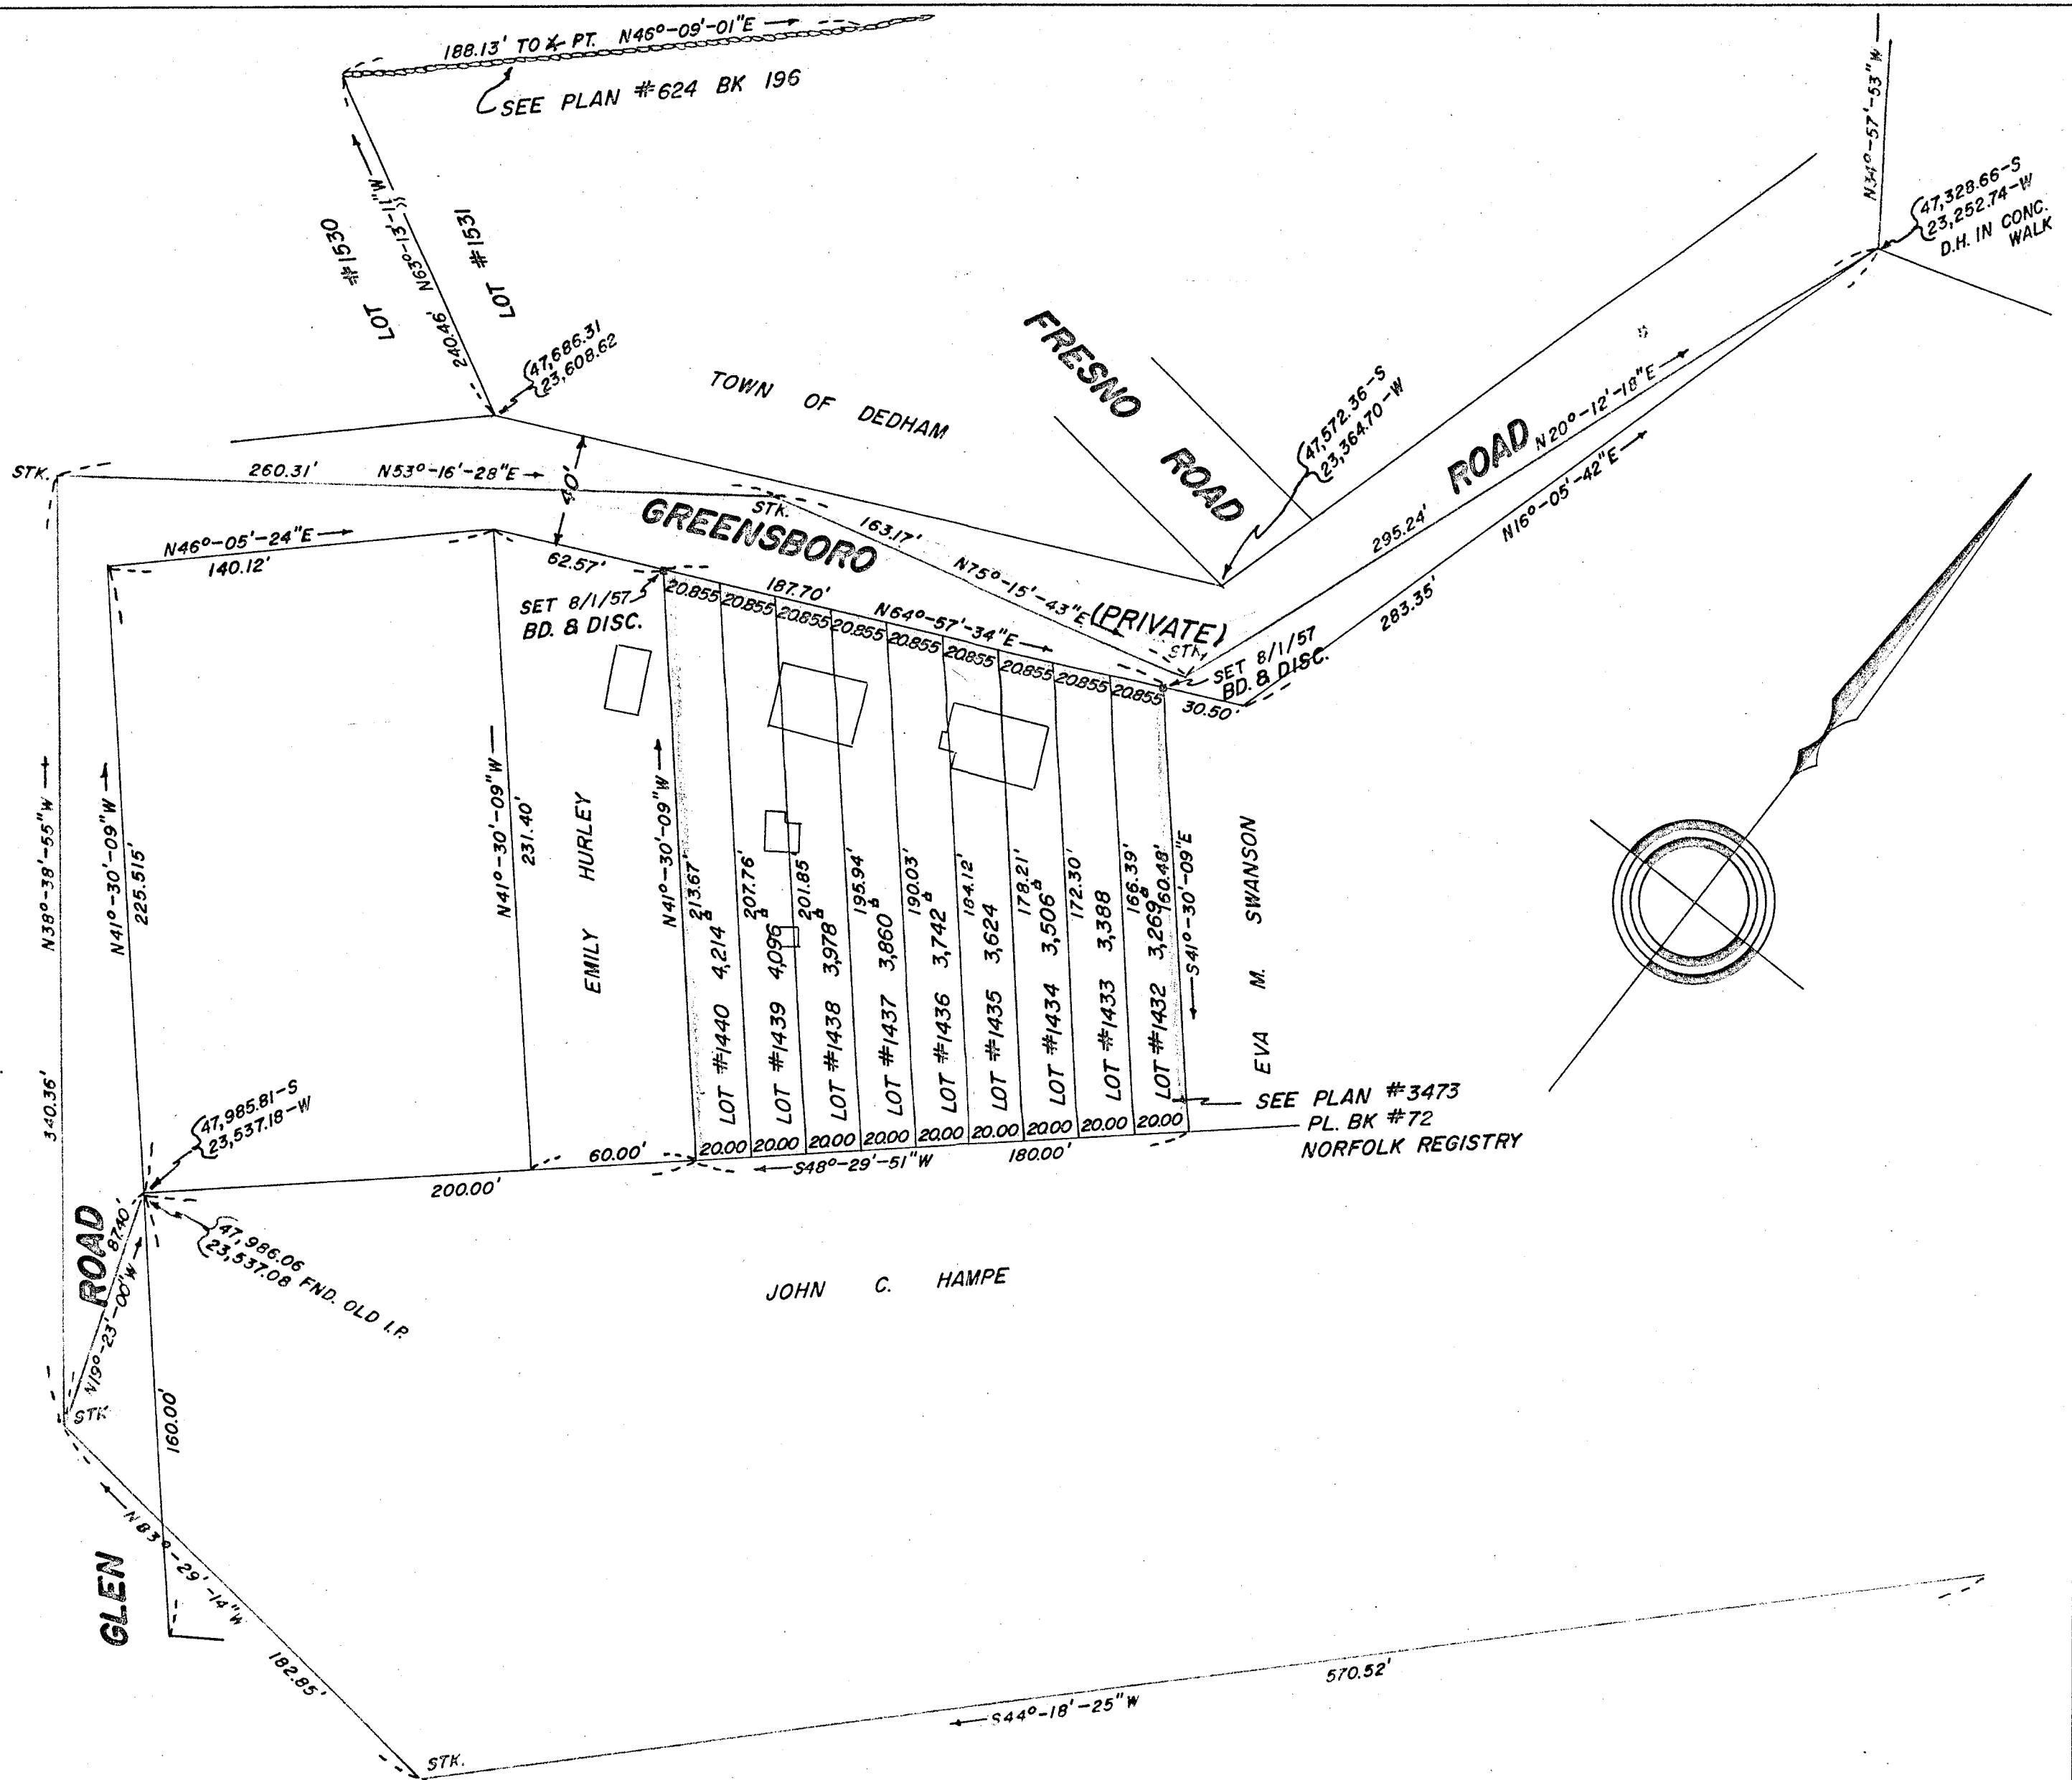 188.13' TO ∡ PT. N46°-09'-01"E
SEE PLAN #624 BK 196
LOT #1530
N63°-13'-11"W
240.46'
LOT #1531
N34°-57'-53"W
47,328.66-S
23,252.74-W
D.H. IN CONC.
WALK
47,686.31
23,608.62
TOWN OF DEDHAM
FRESNO ROAD
47,572.36-S
23,364.70-W
STK.
260.31' N53°-16'-28"E
40'
GREENSBORO ROAD
(PRIVATE)
STK.
163.17'
N75°-15'-43"E
STK.
N20°-12'-18"E
295.24'
N16°-05'-42"E
283.35'
N46°-05'-24"E
140.12'
62.57'
SET 8/1/57
BD. & DISC.
187.70'
N64°-57'-34"E
20.855 20.855 20.855 20.855 20.855 20.855 20.855 20.855 20.855
SET 8/1/57
BD. & DISC.
30.50'
N38°-38'-55"W
340.36'
N41°-30'-09"W
225.515'
N41°-30'-09"W
231.40'
EMILY HURLEY
N41°-30'-09"W
213.67'
LOT #1440 4,214
207.76'
LOT #1439 4,096
201.85'
LOT #1438 3,978
195.94'
LOT #1437 3,860
190.03'
LOT #1436 3,742
184.12'
LOT #1435 3,624
178.21'
LOT #1434 3,506
172.30'
LOT #1433 3,388
166.39'
LOT #1432 3,269
160.48'
S41°-30'-09"E
EVA M. SWANSON
20.00 20.00 20.00 20.00 20.00 20.00 20.00 20.00 20.00
SEE PLAN #3473
PL. BK #72
NORFOLK REGISTRY
60.00'
S48°-29'-51"W
180.00'
200.00'
47,985.81-S
23,537.18-W
47,986.06
23,537.08 FND. OLD I.P.
GLEN ROAD
87.40'
N19°-23'-00"W
STK
160.00'
JOHN C. HAMPE
N83°-29'-14"W
182.85'
STK.
S44°-18'-25"W
570.52'